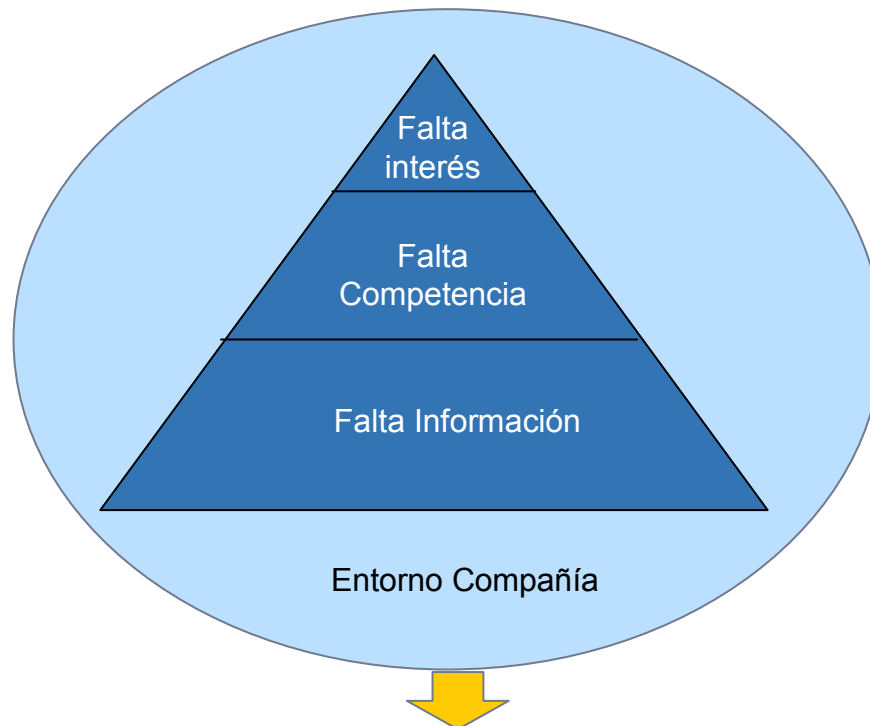 Falta
interés
Falta
Competencia
Falta Información
Entorno Compañía